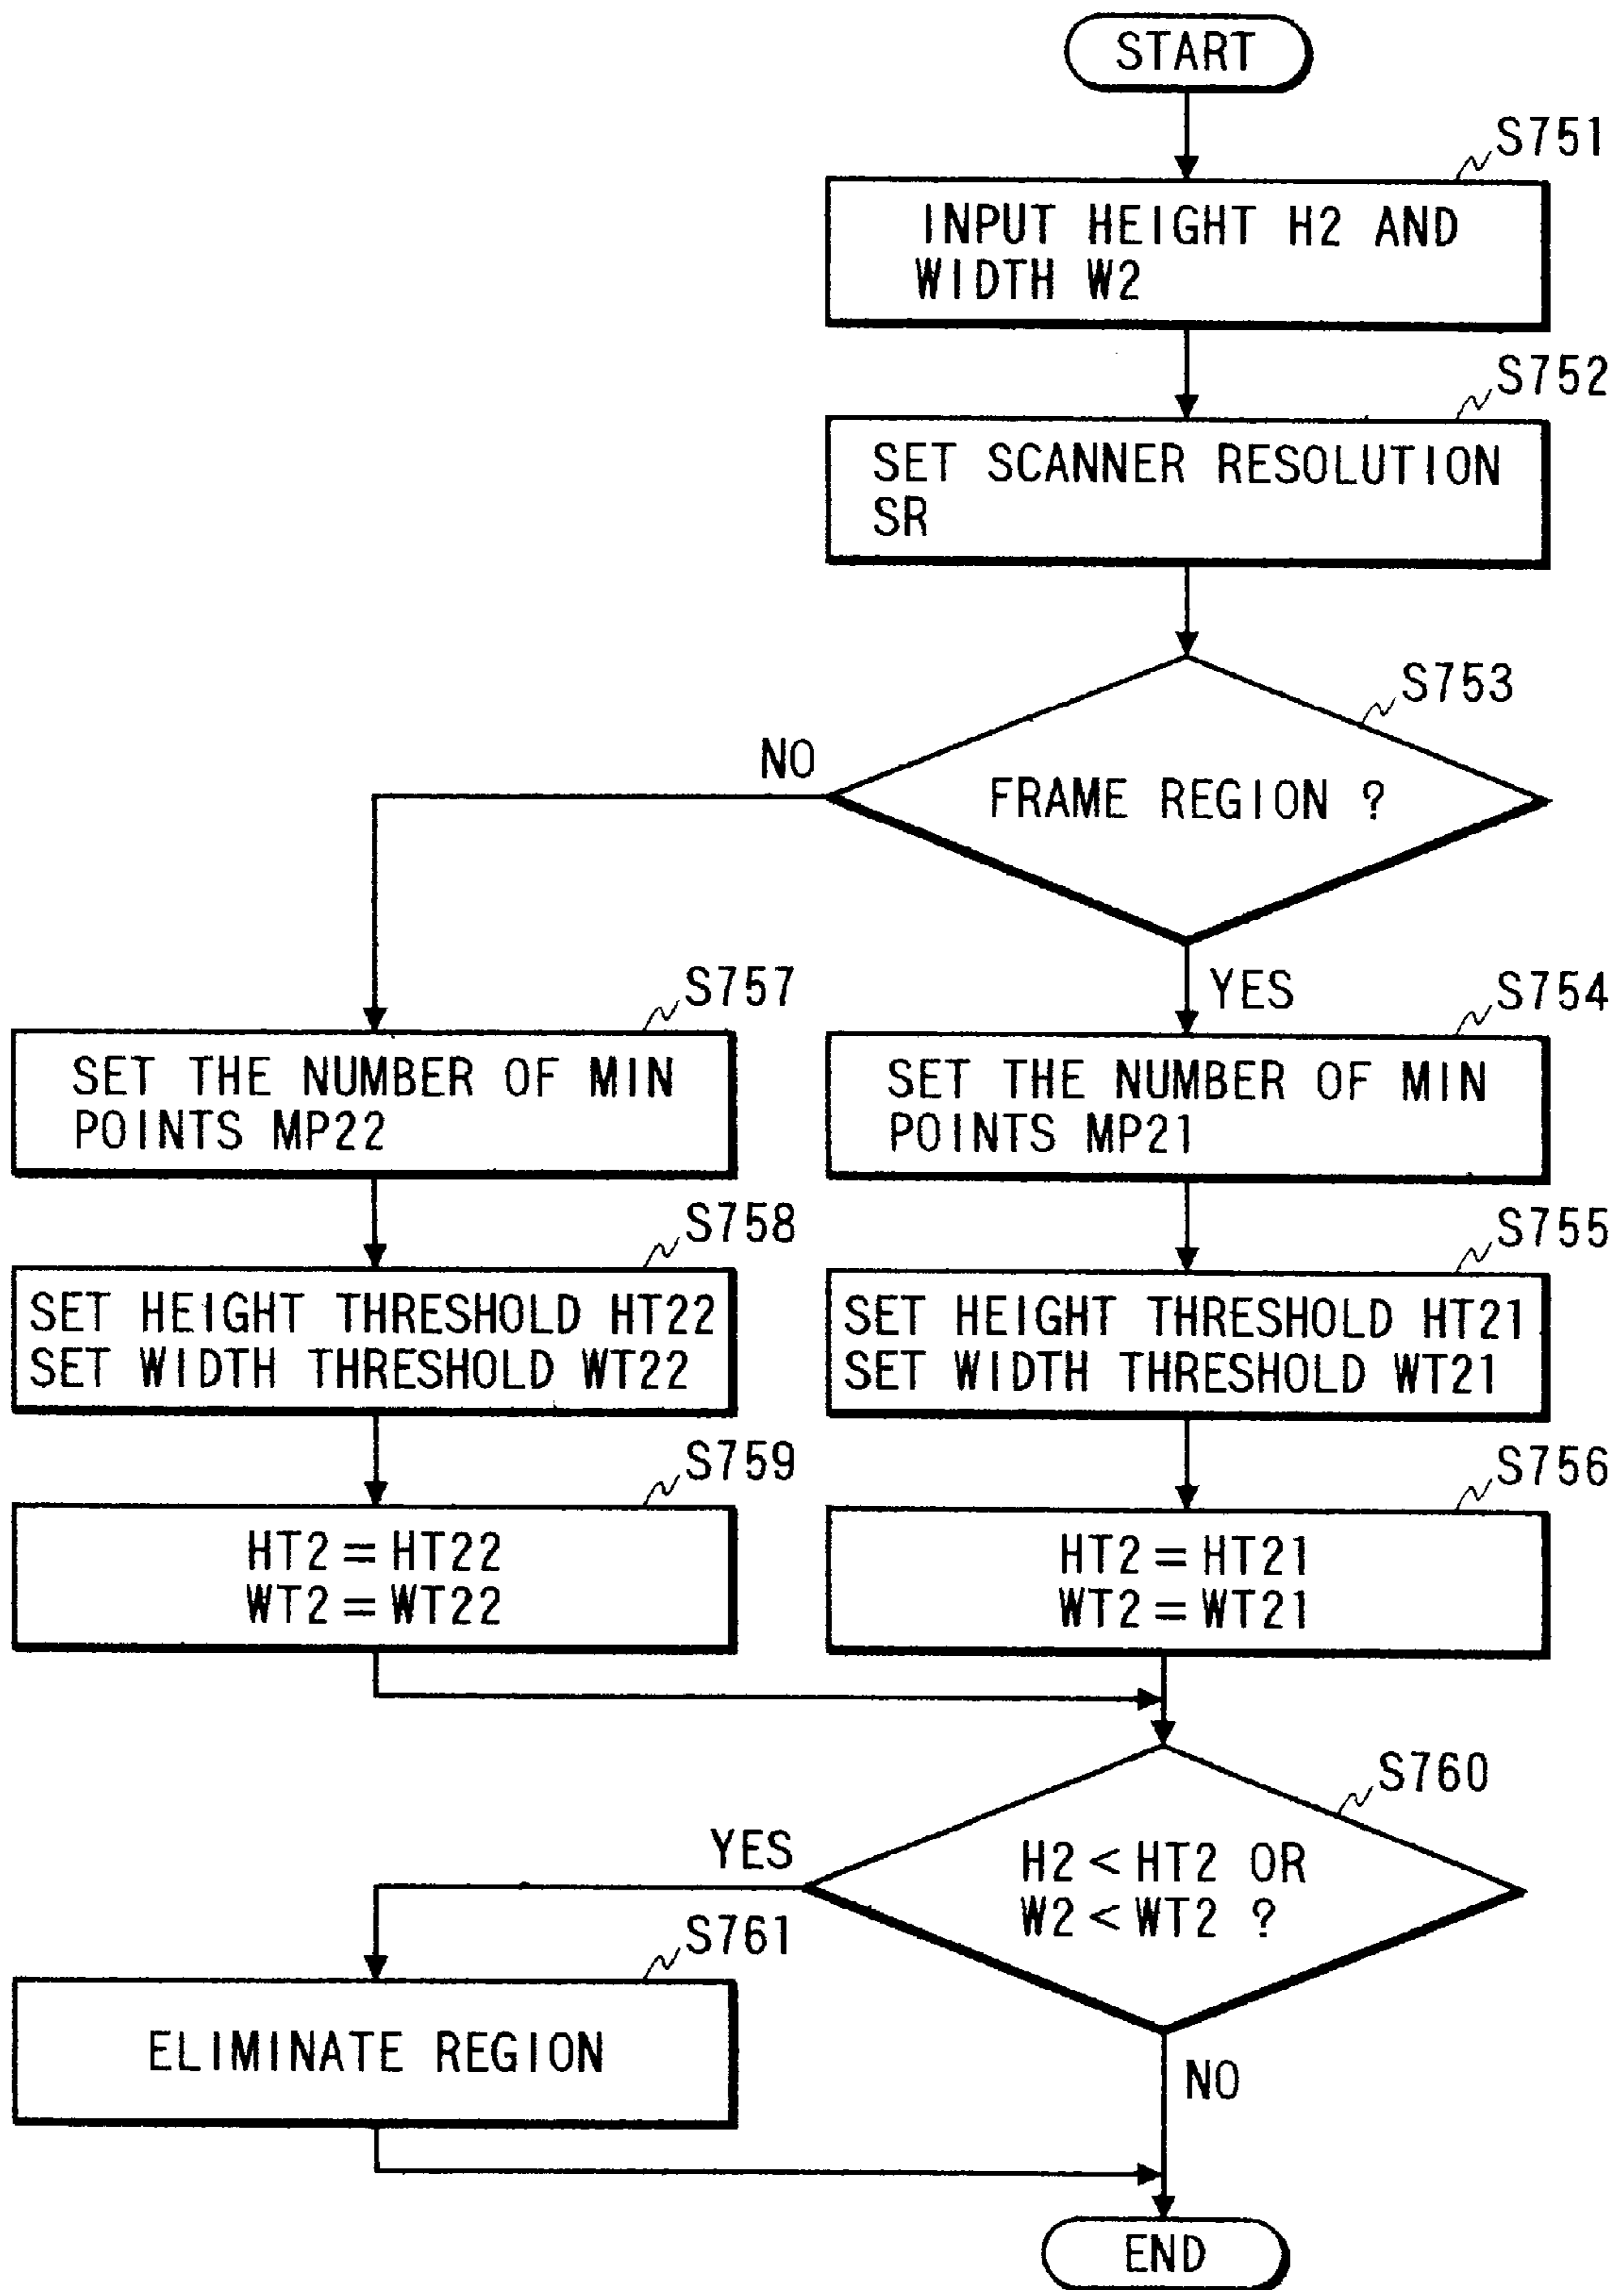 START
S751
INPUT HEIGHT H2 AND
WIDTH W2
S752
SET SCANNER RESOLUTION
SR
S753
FRAME REGION ?
NO
YES
S757
SET THE NUMBER OF MIN
POINTS MP22
S754
SET THE NUMBER OF MIN
POINTS MP21
S758
SET HEIGHT THRESHOLD HT22
SET WIDTH THRESHOLD WT22
S755
SET HEIGHT THRESHOLD HT21
SET WIDTH THRESHOLD WT21
S759
HT2 = HT22
WT2 = WT22
S756
HT2 = HT21
WT2 = WT21
S760
H2 < HT2 OR
W2 < WT2 ?
YES
NO
S761
ELIMINATE REGION
END